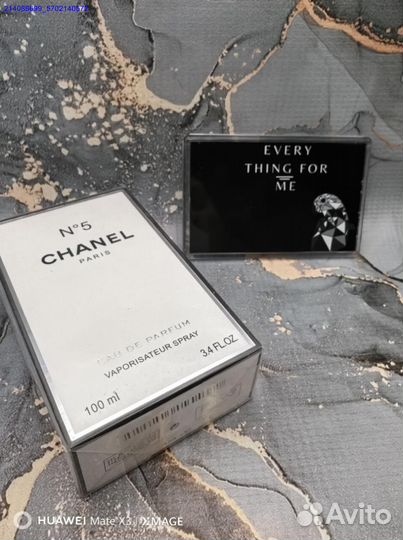 N°5
CHANEL
PARIS
EAU DE PARFUM
VAPORISATEUR SPRAY
100 ml
3.4 FL.OZ
EVERY
THING FOR
ME
HUAWEI Mate X3 | XMAGE
Avito